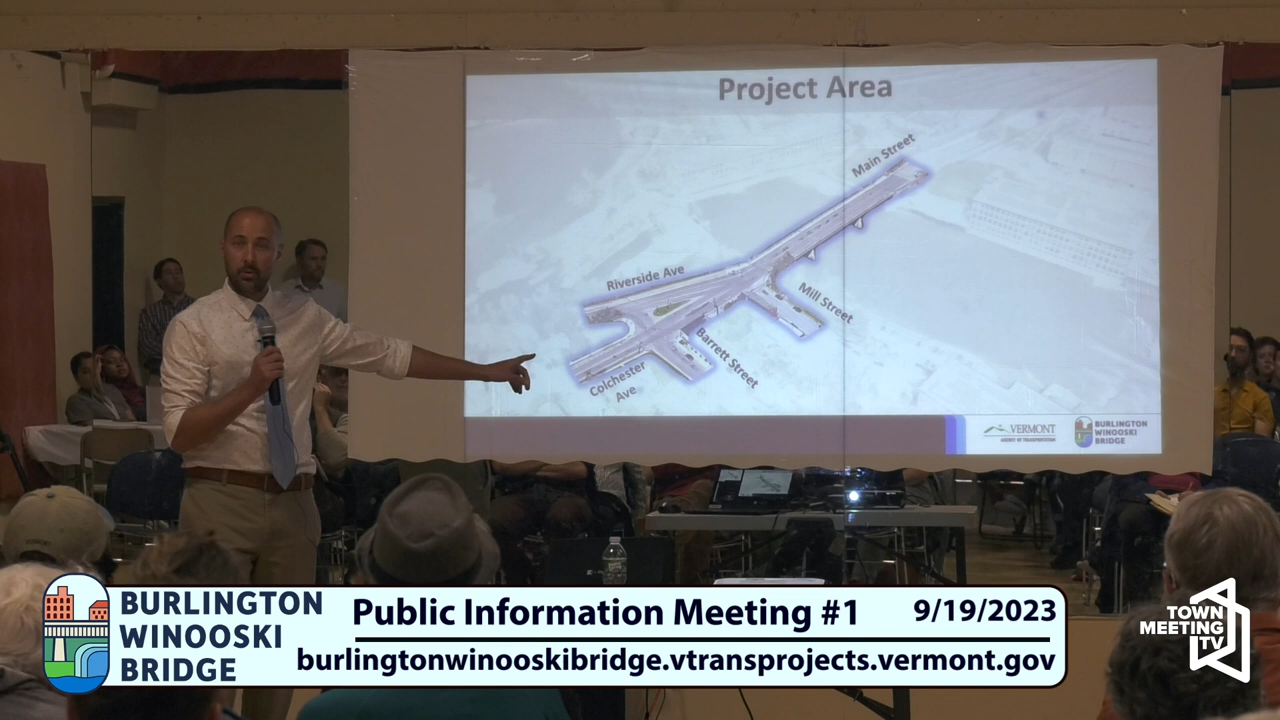 Project Area
Main Street
Riverside Ave
Mill Street
Barrett Street
Colchester
Ave
VERMONT
AGENCY OF TRANSPORTATION
BURLINGTON
WINOOSKI
BRIDGE
BURLINGTON
WINOOSKI
BRIDGE
Public Information Meeting #1
9/19/2023
burlingtonwinooskibridge.vtransprojects.vermont.gov
TOWN
MEETING
TV